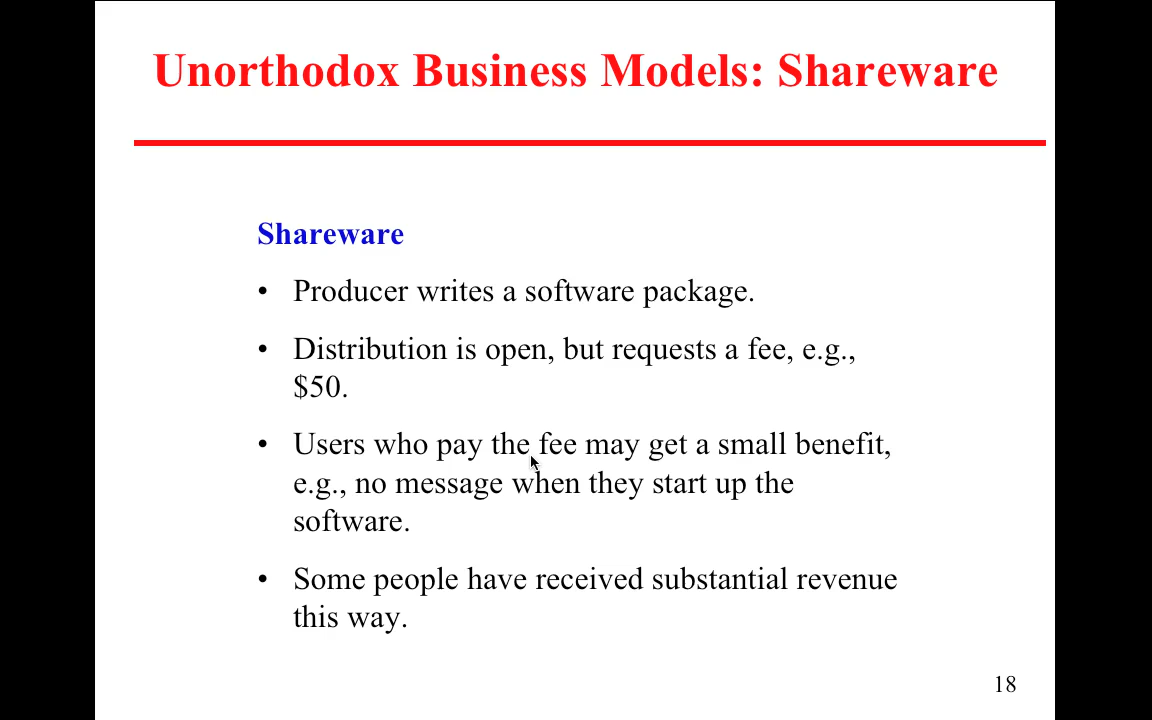 Unorthodox Business Models: Shareware
Shareware
• Producer writes a software package.
• Distribution is open, but requests a fee, e.g.,
$50.
• Users who pay the fee may get a small benefit,
e.g., no message when they start up the
software.
• Some people have received substantial revenue
this way.
18